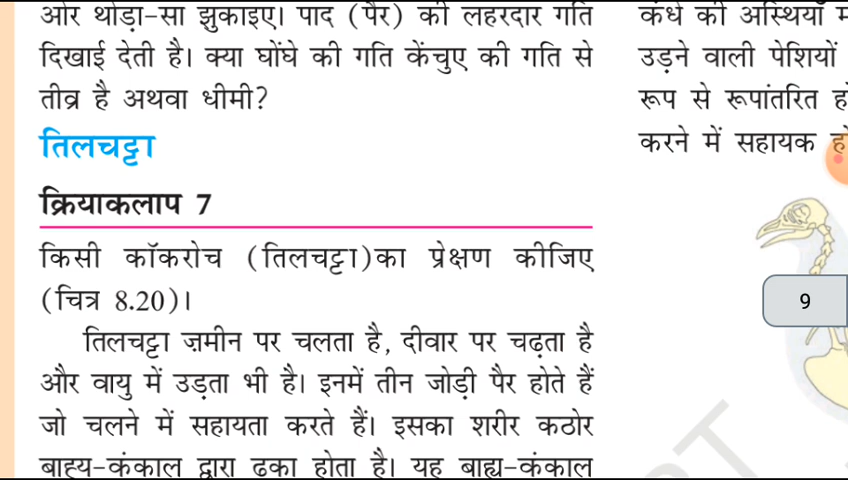 ओर थोड़ा-सा झुकाइए। पाद (पैर) की लहरदार गति
दिखाई देती है। क्या घोंघे की गति केंचुए की गति से
तीव्र है अथवा धीमी?
तिलचट्टा
क्रियाकलाप 7
किसी कॉकरोच (तिलचट्टा)का प्रेक्षण कीजिए
(चित्र 8.20)।
तिलचट्टा ज़मीन पर चलता है, दीवार पर चढ़ता है
और वायु में उड़ता भी है। इनमें तीन जोड़ी पैर होते हैं
जो चलने में सहायता करते हैं। इसका शरीर कठोर
बाह्य-कंकाल द्वारा ढका होता है। यह बाह्य-कंकाल
कंधे की अस्थियाँ
उड़ने वाली पेशियों
रूप से रूपांतरित
करने में सहायक
9